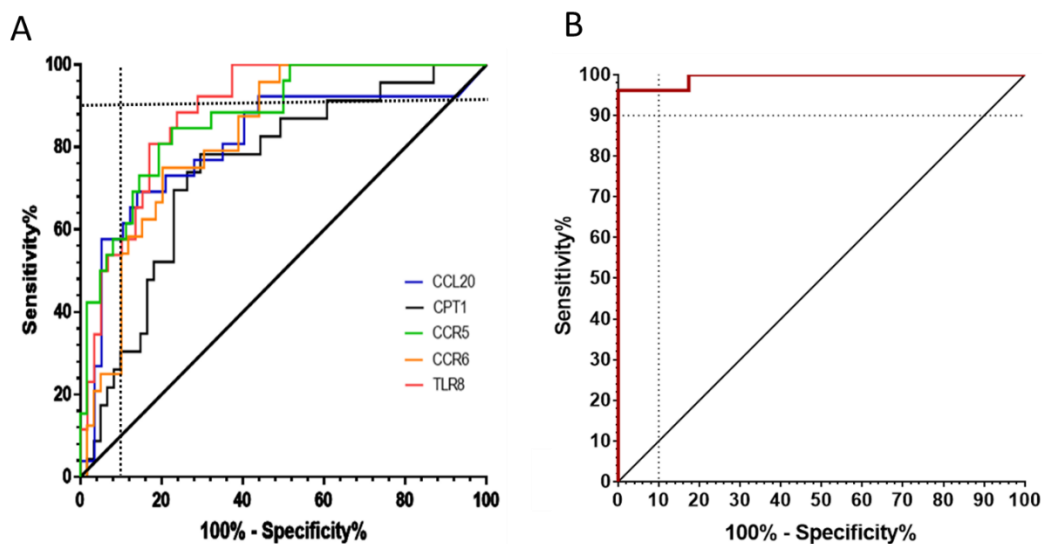 A
100
80
60
40
20
0
Sensitivity%
0 20 40 60 80 100
100% - Specificity%
CCL20
CPT1
CCR5
CCR6
TLR8
B
100
90
80
70
60
50
40
30
20
10
0
Sensitivity%
0 10 20 30 40 50 60 70 80 90 100
100% - Specificity%